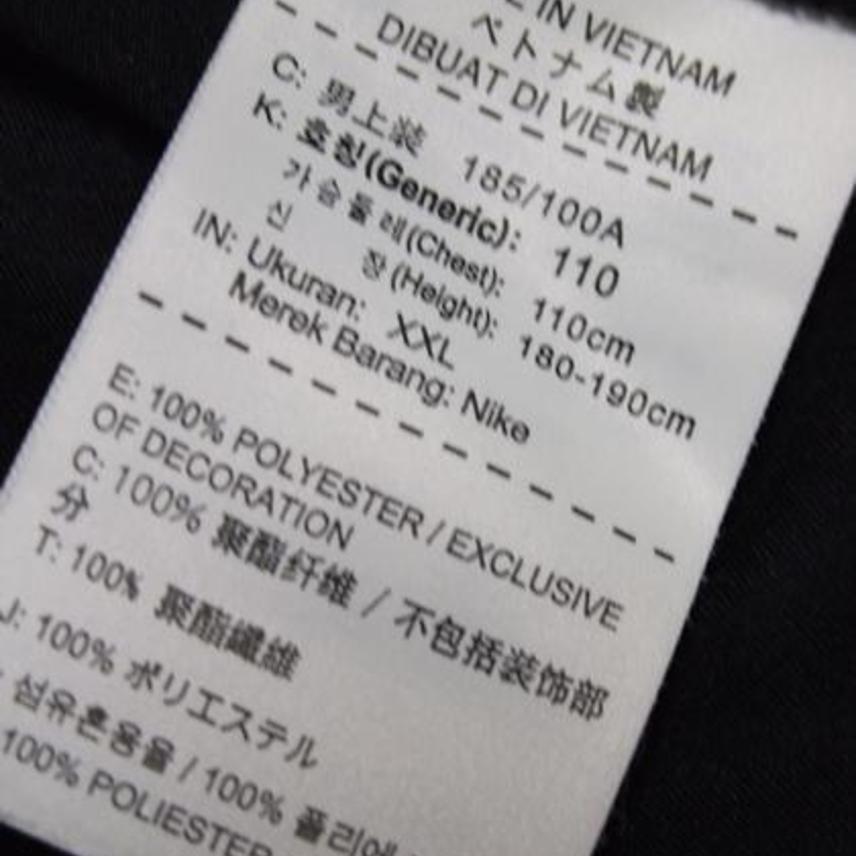 IN VIETNAM
ベトナム製
DIBUAT DI VIETNAM
C: 男上装 185/100A
K: 호칭(Generic): 110
가슴둘레(Chest): 110cm
신 장(Height): 180-190cm
IN: Ukuran: XXL
Merek Barang: Nike
E: 100% POLYESTER / EXCLUSIVE
OF DECORATION
C: 100% 聚酯纤维 / 不包括装饰部
分
T: 100% 聚酯纖維
J: 100% ポリエステル
섬유혼용율 / 100% 폴리에
100% POLIESTER